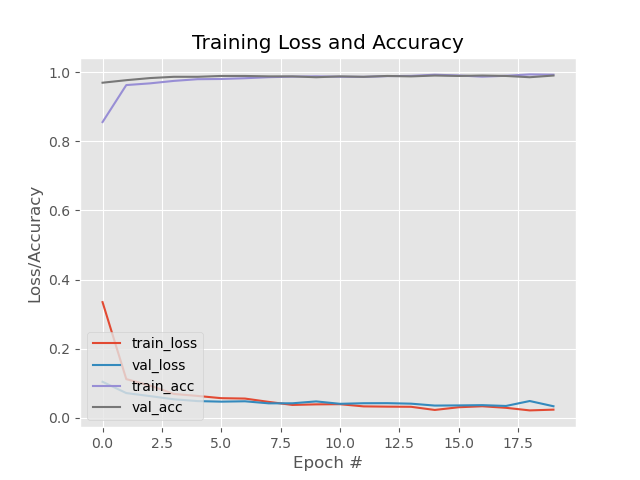 Training Loss and Accuracy
1.0
0.8
0.6
0.4
0.2
0.0
Loss/Accuracy
train_loss
val_loss
train_acc
val_acc
0.0 2.5 5.0 7.5 10.0 12.5 15.0 17.5
Epoch #